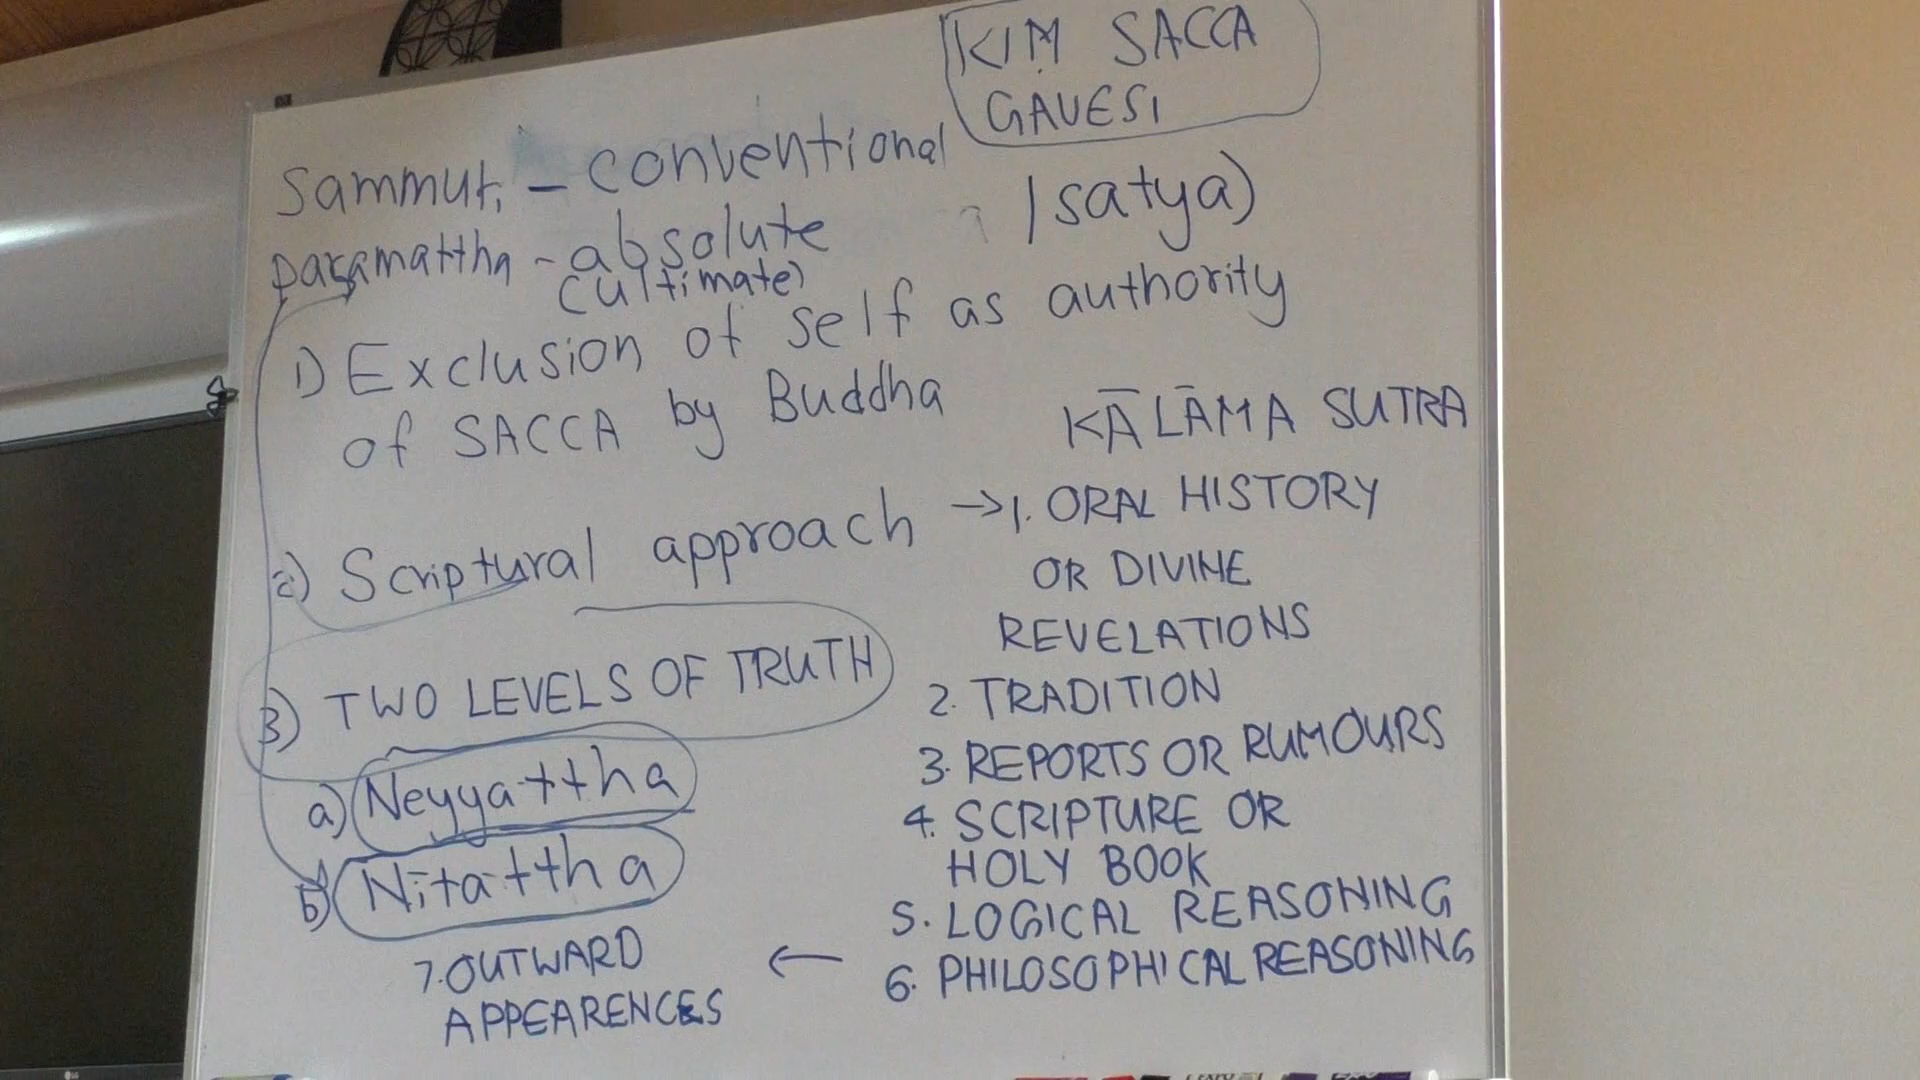 KIṂ SACCA
GAVESI
Sammuti – conventional
/satya)
paramattha – absolute
(ultimate)
1) Exclusion of self as authority
of SACCA by Buddha
KĀLĀMA SUTRA
2) Scriptural approach → 1. ORAL HISTORY
OR DIVINE
REVELATIONS
3) TWO LEVELS OF TRUTH
2. TRADITION
3. REPORTS OR RUMOURS
a) Neyyattha
4. SCRIPTURE OR
HOLY BOOK
b) Nītattha
5. LOGICAL REASONING
6. PHILOSOPHICAL REASONING
←
7. OUTWARD
APPEARENCES
LG